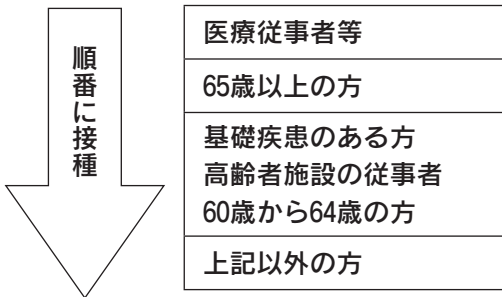 順番に接種
医療従事者等
65歳以上の方
基礎疾患のある方
高齢者施設の従事者
60歳から64歳の方
上記以外の方